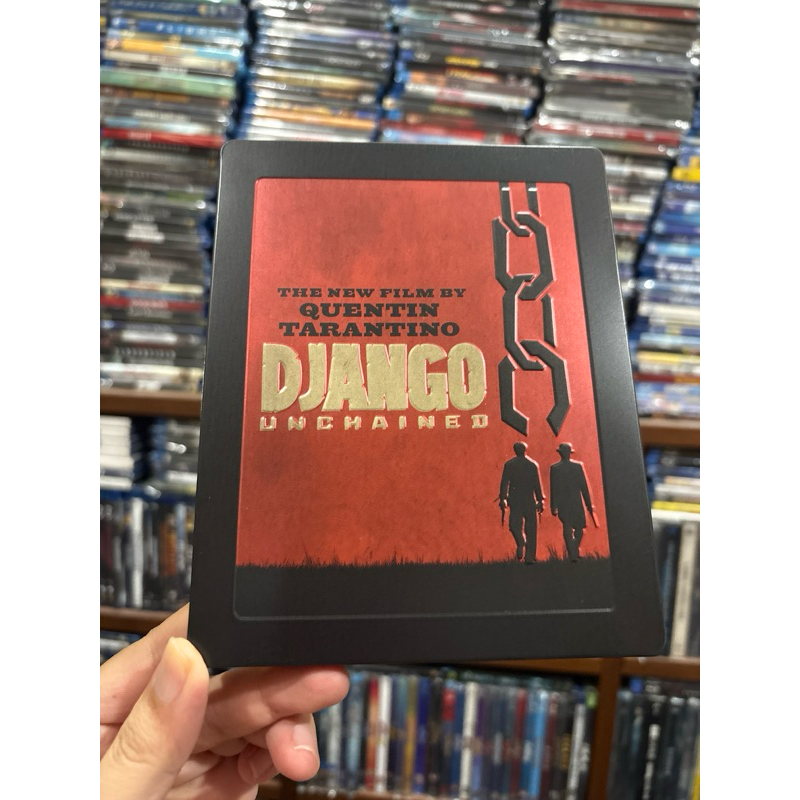 THE NEW FILM BY
QUENTIN
TARANTINO
DJANGO
UNCHAINED